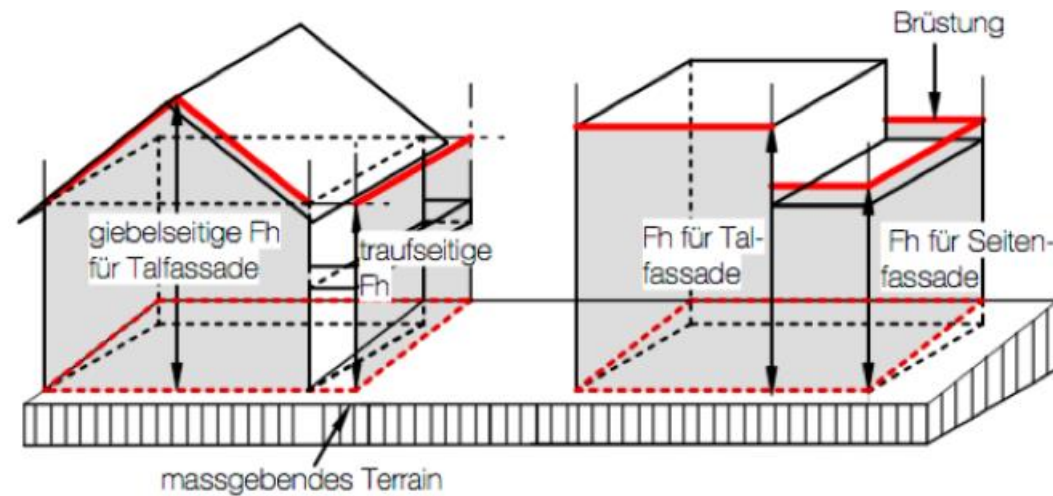 Brüstung
giebelseitige Fh
für Talfassade
traufseitige
Fh
Fh für Tal-
fassade
Fh für Seiten-
fassade
massgebendes Terrain